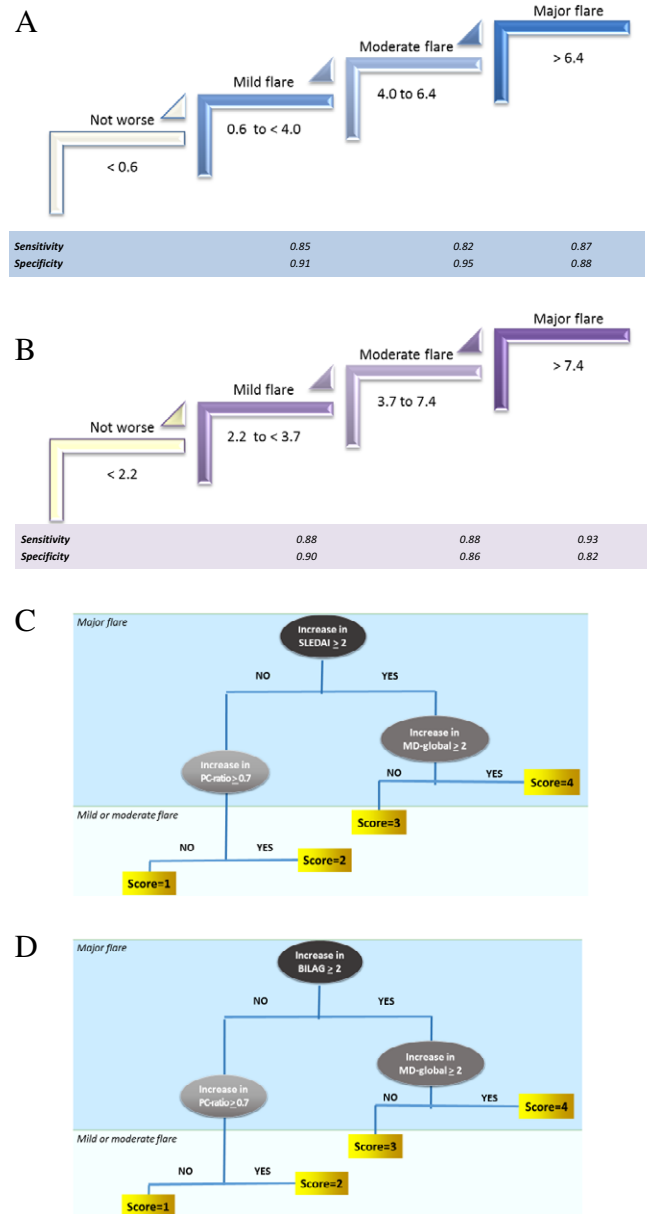 A
Major flare
> 6.4
Moderate flare
4.0 to 6.4
Mild flare
0.6 to < 4.0
Not worse
< 0.6
Sensitivity 0.85 0.82 0.87
Specificity 0.91 0.95 0.88
B
Major flare
> 7.4
Moderate flare
3.7 to 7.4
Mild flare
2.2 to < 3.7
Not worse
< 2.2
Sensitivity 0.88 0.88 0.93
Specificity 0.90 0.86 0.82
C
Major flare
Increase in
SLEDAI ≥ 2
NO YES
Increase in
MD-global ≥ 2
Increase in
PC-ratio ≥ 0.7
NO YES
Score=4
Score=3
Mild or moderate flare
NO YES
Score=2
Score=1
D
Major flare
Increase in
BILAG ≥ 2
NO YES
Increase in
MD-global ≥ 2
Increase in
PC-ratio ≥ 0.7
NO YES
Score=4
Score=3
Mild or moderate flare
NO YES
Score=2
Score=1